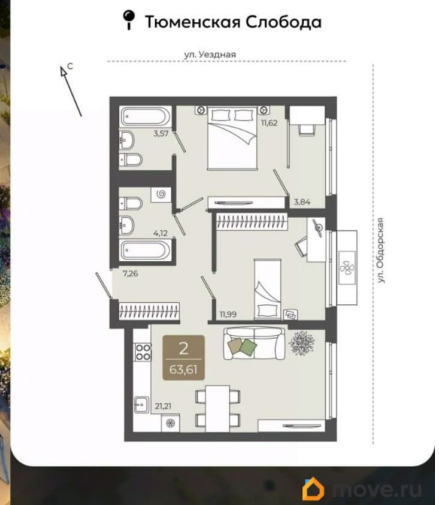 Тюменская Слобода
ул. Уездная
С
3,57
11,62
3,84
4,12
ул. Обдорская
7,26
11,99
2
63,61
21,21
move.ru